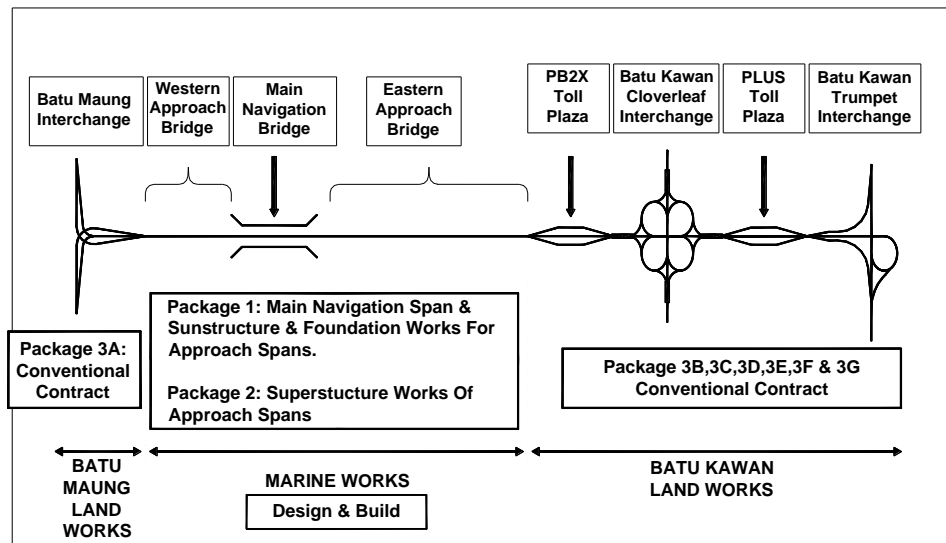 Batu Maung
Interchange
Western
Approach
Bridge
Main
Navigation
Bridge
Eastern
Approach
Bridge
PB2X
Toll
Plaza
Batu Kawan
Cloverleaf
Interchange
PLUS
Toll
Plaza
Batu Kawan
Trumpet
Interchange
Package 3A:
Conventional
Contract
Package 1: Main Navigation Span &
Sunstructure & Foundation Works For
Approach Spans.
Package 2: Superstucture Works Of
Approach Spans
Package 3B,3C,3D,3E,3F & 3G
Conventional Contract
BATU
MAUNG
LAND
WORKS
MARINE WORKS
Design & Build
BATU KAWAN
LAND WORKS